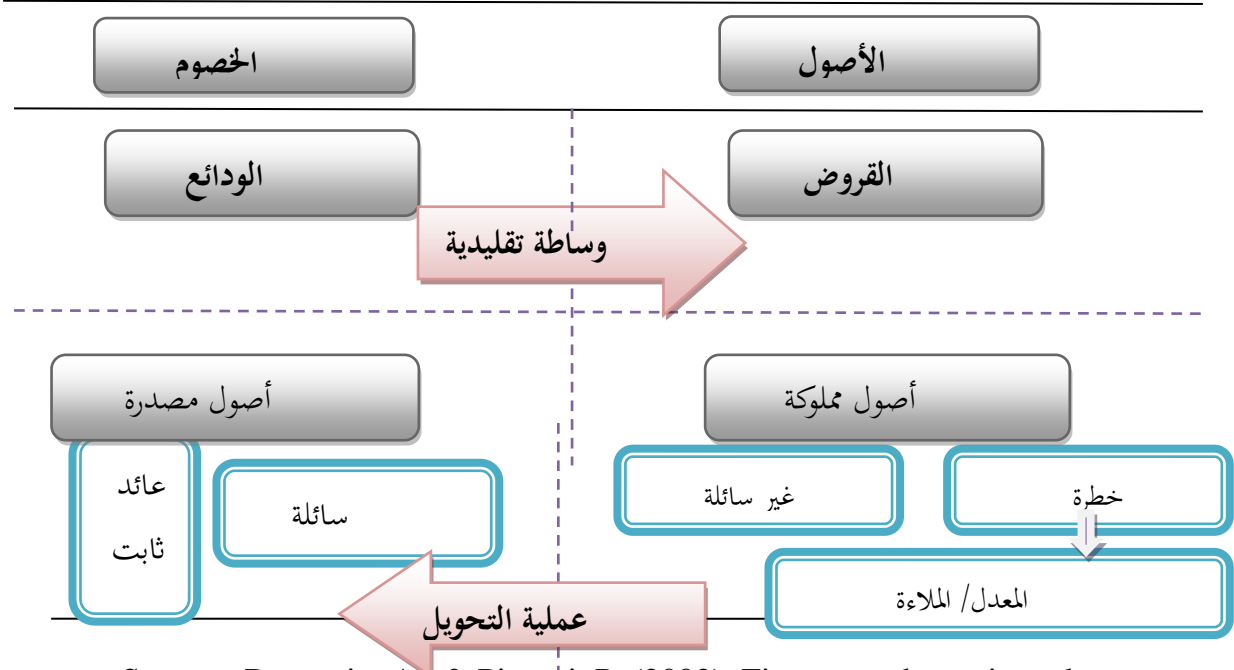 الأصول
الخصوم
القروض
الودائع
وساطة تقليدية
أصول مملوكة
أصول مصدرة
خطرة
غير سائلة
سائلة
عائد
ثابت
المعدل/ الملاءة
عملية التحويل